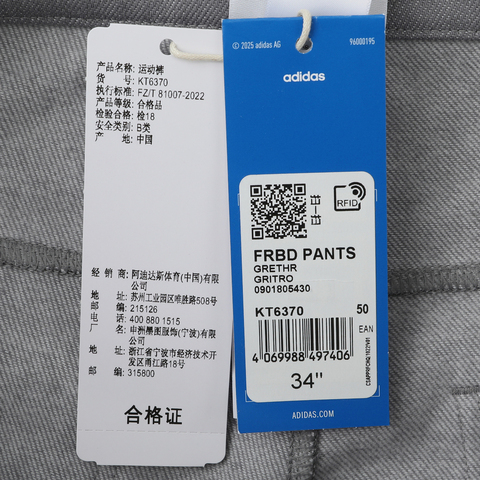 产品名称: 运动裤
货 号: KT6370
执行标准: FZ/T 81007-2022
产品等级: 合格品
检验合格: 检18
安全类别: B类
产 地: 中国
经 销 商: 阿迪达斯体育(中国)有限
公司
地 址: 苏州工业园区唯胜路508号
邮 编: 215126
电 话: 400 880 1515
厂 商: 申洲墨图服饰(宁波)有限
公司
地 址: 浙江省宁波市经济技术开
发区甬江路18号
邮 编: 315800
合格证
© 2025 adidas AG
96000195
adidas
RFID
FRBD PANTS
GRETHR
GRITRO
0901805430
KT6370
50
EAN
4 069988 497406
34"
ADIDAS.COM